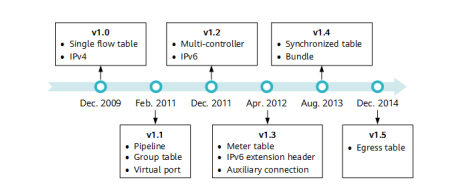 v1.0
• Single flow table
• IPv4
v1.2
• Multi-controller
• IPv6
v1.4
• Synchronized table
• Bundle
Dec. 2009
Feb. 2011
Dec. 2011
Apr. 2012
Aug. 2013
Dec. 2014
v1.1
• Pipeline
• Group table
• Virtual port
v1.3
• Meter table
• IPv6 extension header
• Auxiliary connection
v1.5
• Egress table